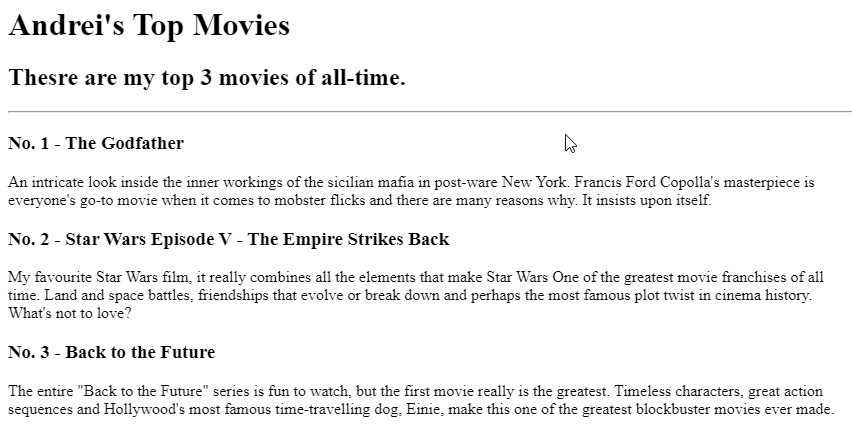 Andrei's Top Movies
Thesre are my top 3 movies of all-time.
No. 1 - The Godfather
An intricate look inside the inner workings of the sicilian mafia in post-ware New York. Francis Ford Copolla's masterpiece is
everyone's go-to movie when it comes to mobster flicks and there are many reasons why. It insists upon itself.
No. 2 - Star Wars Episode V - The Empire Strikes Back
My favourite Star Wars film, it really combines all the elements that make Star Wars One of the greatest movie franchises of all
time. Land and space battles, friendships that evolve or break down and perhaps the most famous plot twist in cinema history.
What's not to love?
No. 3 - Back to the Future
The entire "Back to the Future" series is fun to watch, but the first movie really is the greatest. Timeless characters, great action
sequences and Hollywood's most famous time-travelling dog, Einie, make this one of the greatest blockbuster movies ever made.